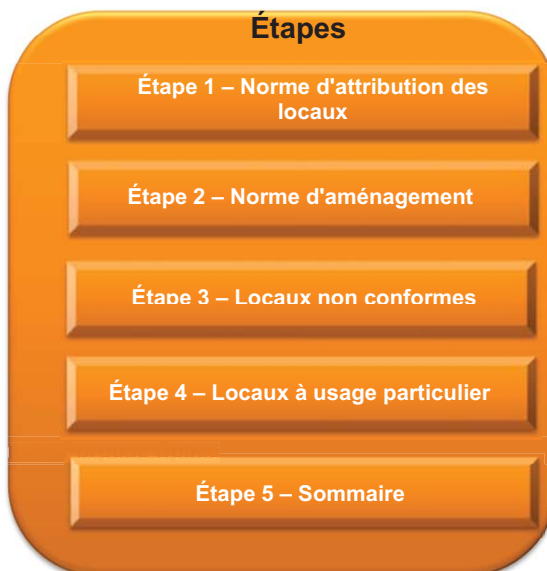 Étapes
Étape 1 – Norme d'attribution des
locaux
Étape 2 – Norme d'aménagement
Étape 3 – Locaux non conformes
Étape 4 – Locaux à usage particulier
Étape 5 – Sommaire